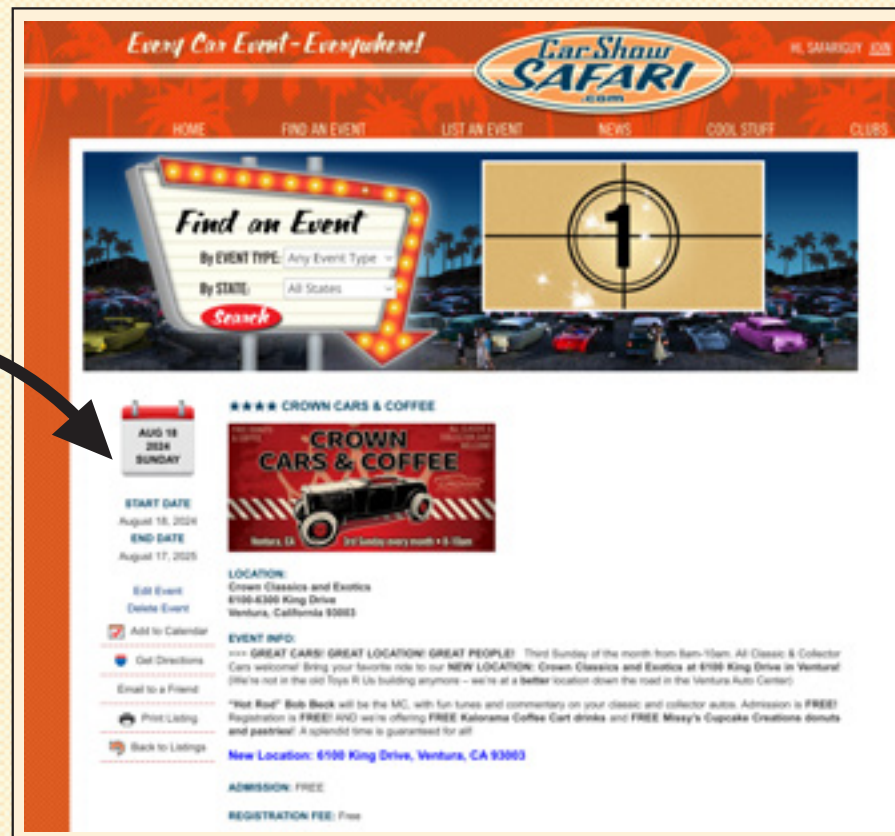 Every Car Event-Everywhere!
Car Show
SAFARI
.com
HI, SAFARIGUY JOIN
HOME
FIND AN EVENT
LIST AN EVENT
NEWS
COOL STUFF
CLUBS
Find an Event
By EVENT TYPE: Any Event Type
By STATE: All States
Search
1
AUG 18
2024
SUNDAY
START DATE
August 18, 2024
END DATE
August 17, 2025
Edit Event
Delete Event
Add to Calendar
Get Directions
Email to a Friend
Print Listing
Back to Listings
★★★★ CROWN CARS & COFFEE
CROWN
CARS & COFFEE
Ventura, CA 3rd Sunday every month • 8-10am
LOCATION:
Crown Classics and Exotics
6100-6300 King Drive
Ventura, California 93003
EVENT INFO:
>>> GREAT CARS! GREAT LOCATION! GREAT PEOPLE! Third Sunday of the month from 8am-10am. All Classic & Collector
Cars welcome! Bring your favorite ride to our NEW LOCATION: Crown Classics and Exotics at 6100 King Drive in Ventura!
(We're not in the old Toys R Us building anymore – we're at a better location down the road in the Ventura Auto Center)
"Hot Rod" Bob Beck will be the MC, with fun tunes and commentary on your classic and collector autos. Admission is FREE!
Registration is FREE! AND we're offering FREE Kalorama Coffee Cart drinks and FREE Missy's Cupcake Creations donuts
and pastries! A splendid time is guaranteed for all!
New Location: 6100 King Drive, Ventura, CA 93003
ADMISSION: FREE
REGISTRATION FEE: Free